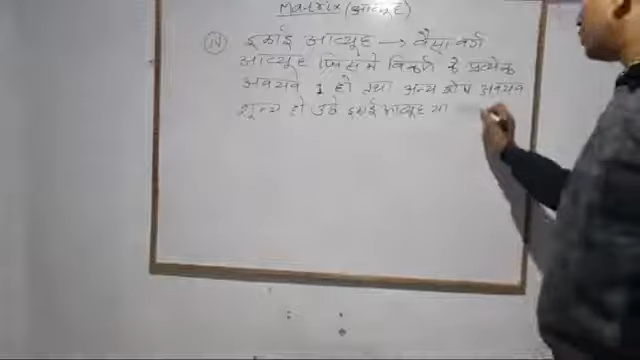 Matrix (आव्यूह)
(iv) इकाई आव्यूह → वैसा वर्ग
आव्यूह जिसमे विकर्ण के प्रत्येक
अवयव 1 हो तथा अन्य शेष अवयव
शून्य हो उसे इकाई आव्यूह या